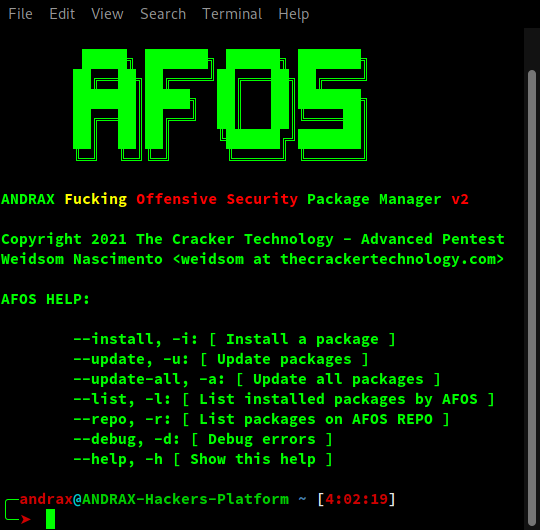 File Edit View Search Terminal Help
AFOS
ANDRAX Fucking Offensive Security Package Manager v2
Copyright 2021 The Cracker Technology - Advanced Pentest
Weidsom Nascimento <weidsom at thecrackertechnology.com>
AFOS HELP:
--install, -i: [ Install a package ]
--update, -u: [ Update packages ]
--update-all, -a: [ Update all packages ]
--list, -l: [ List installed packages by AFOS ]
--repo, -r: [ List packages on AFOS REPO ]
--debug, -d: [ Debug errors ]
--help, -h [ Show this help ]
andrax@ANDRAX-Hackers-Platform ~ [4:02:19]